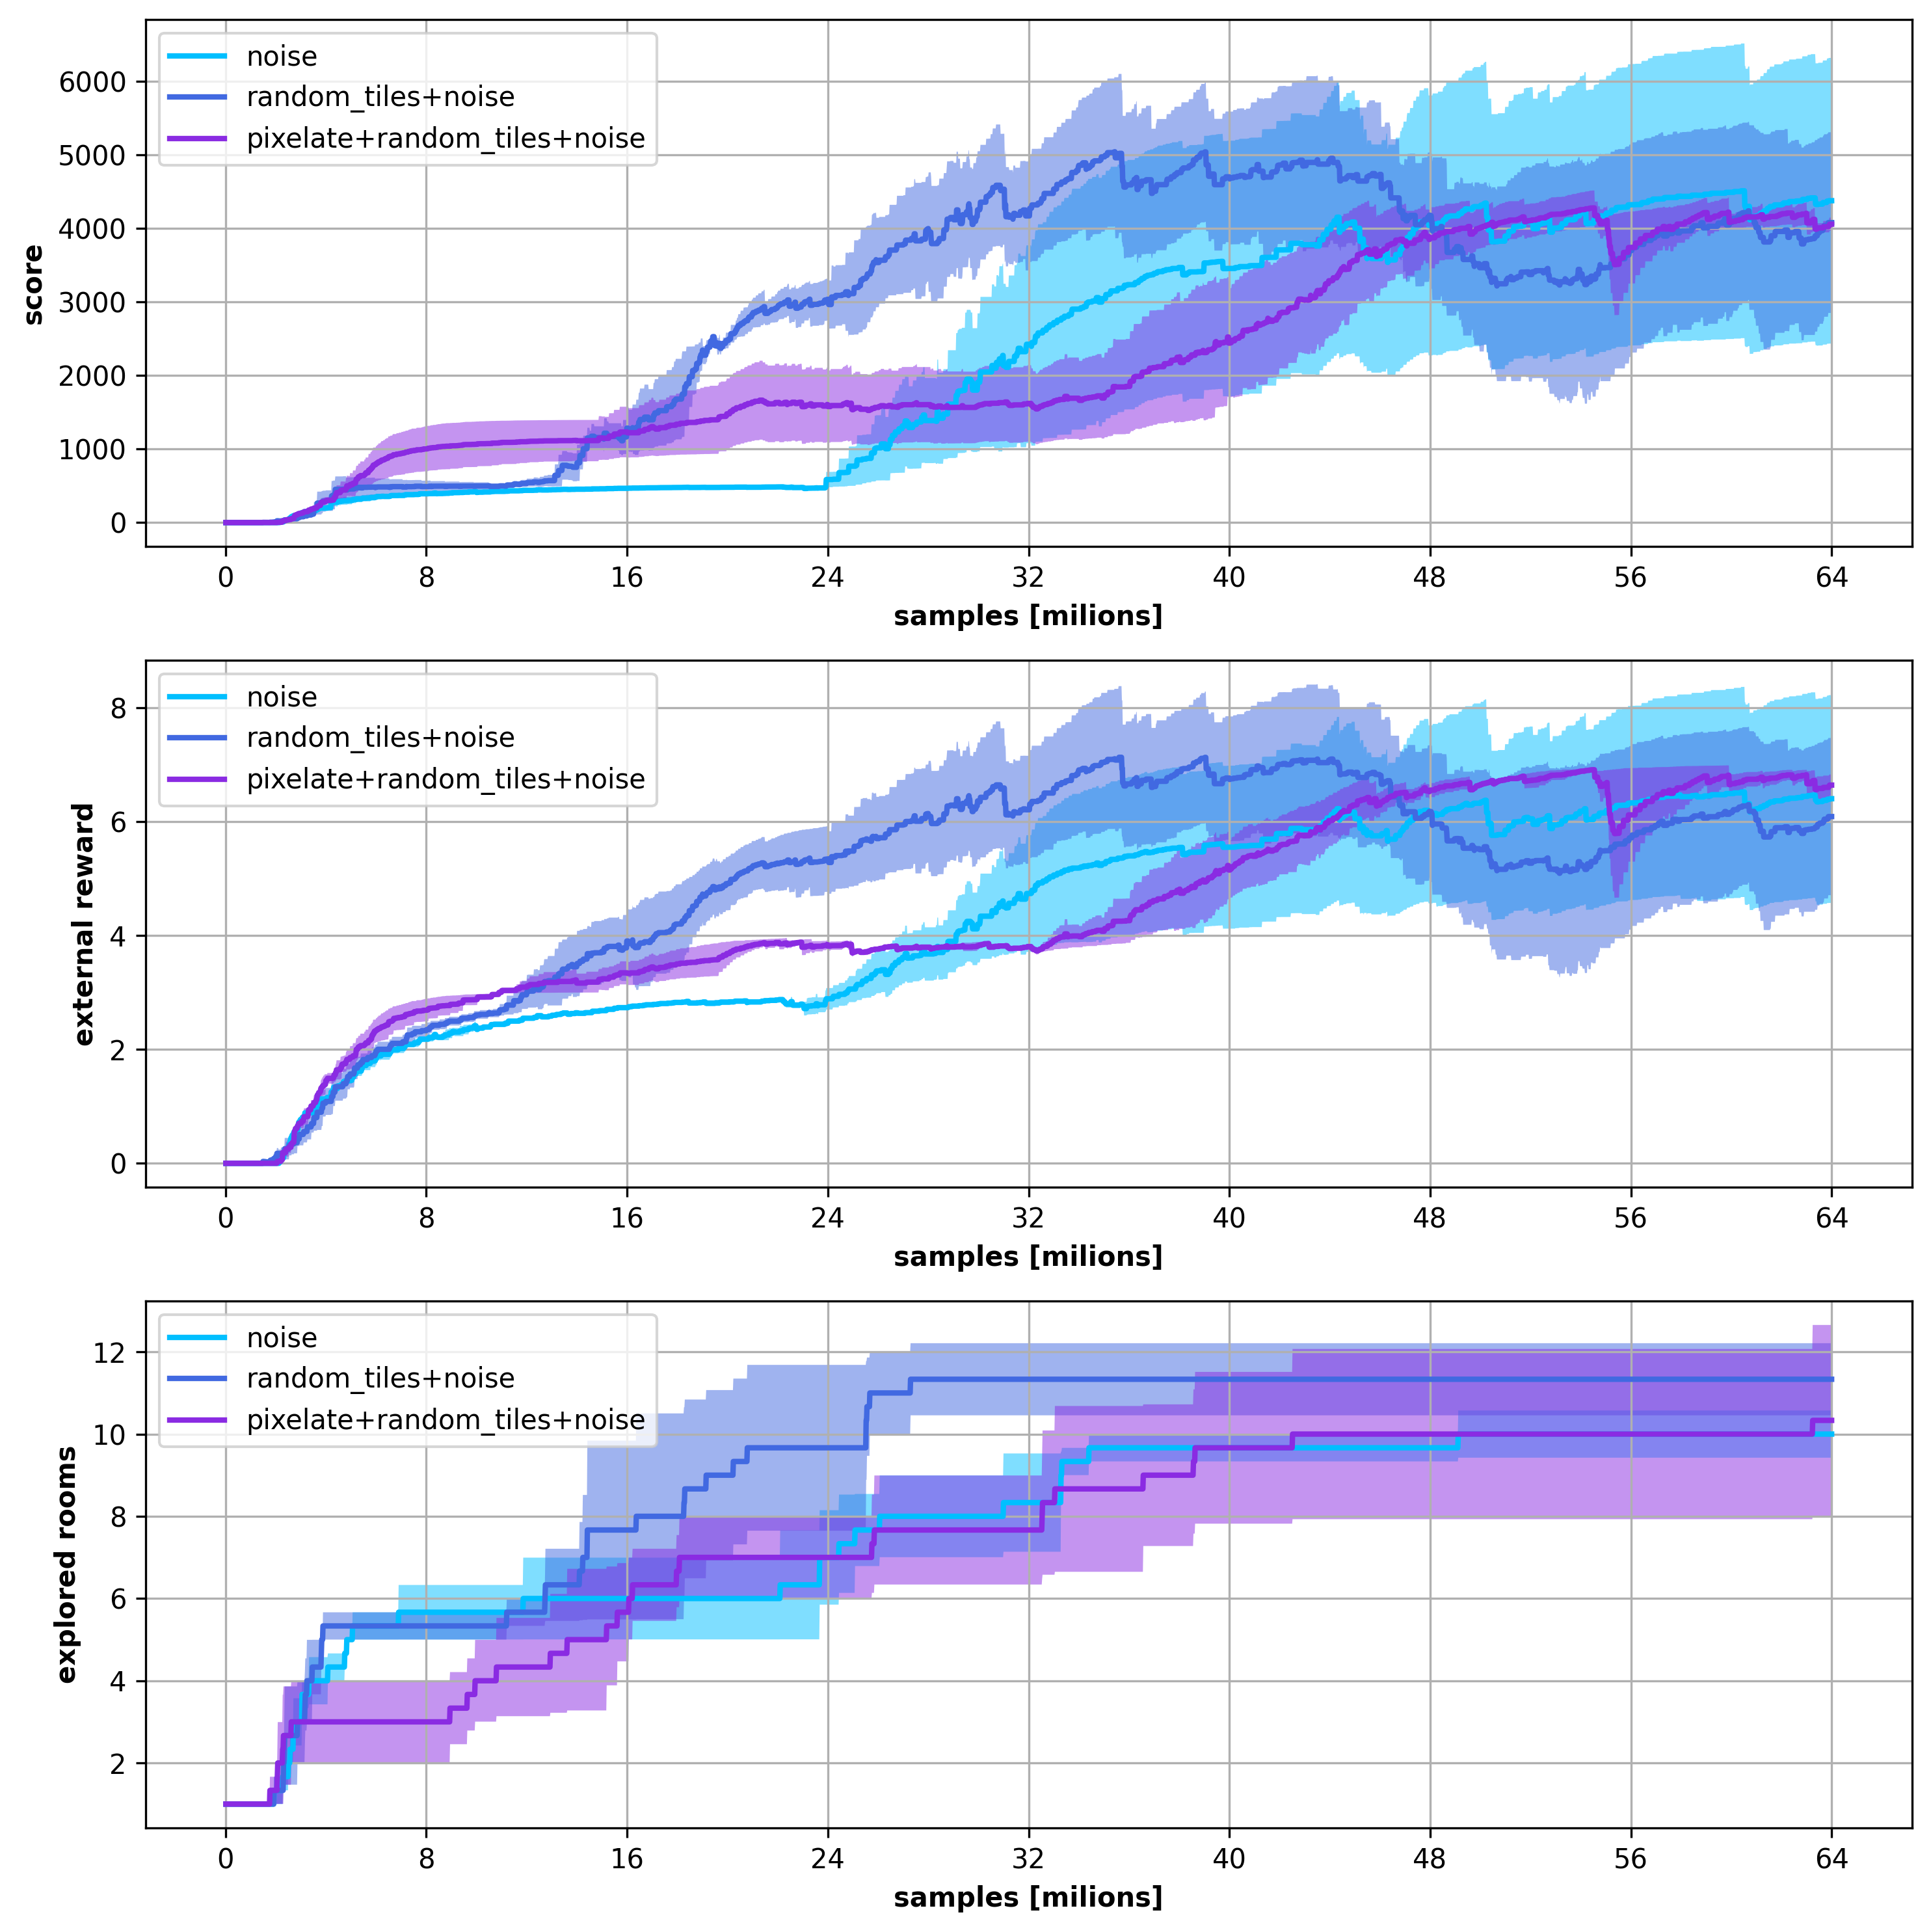 noise
random_tiles+noise
pixelate+random_tiles+noise
score
6000
5000
4000
3000
2000
1000
0
0 8 16 24 32 40 48 56 64
samples [milions]
noise
random_tiles+noise
pixelate+random_tiles+noise
external reward
8
6
4
2
0
0 8 16 24 32 40 48 56 64
samples [milions]
noise
random_tiles+noise
pixelate+random_tiles+noise
explored rooms
12
10
8
6
4
2
0 8 16 24 32 40 48 56 64
samples [milions]